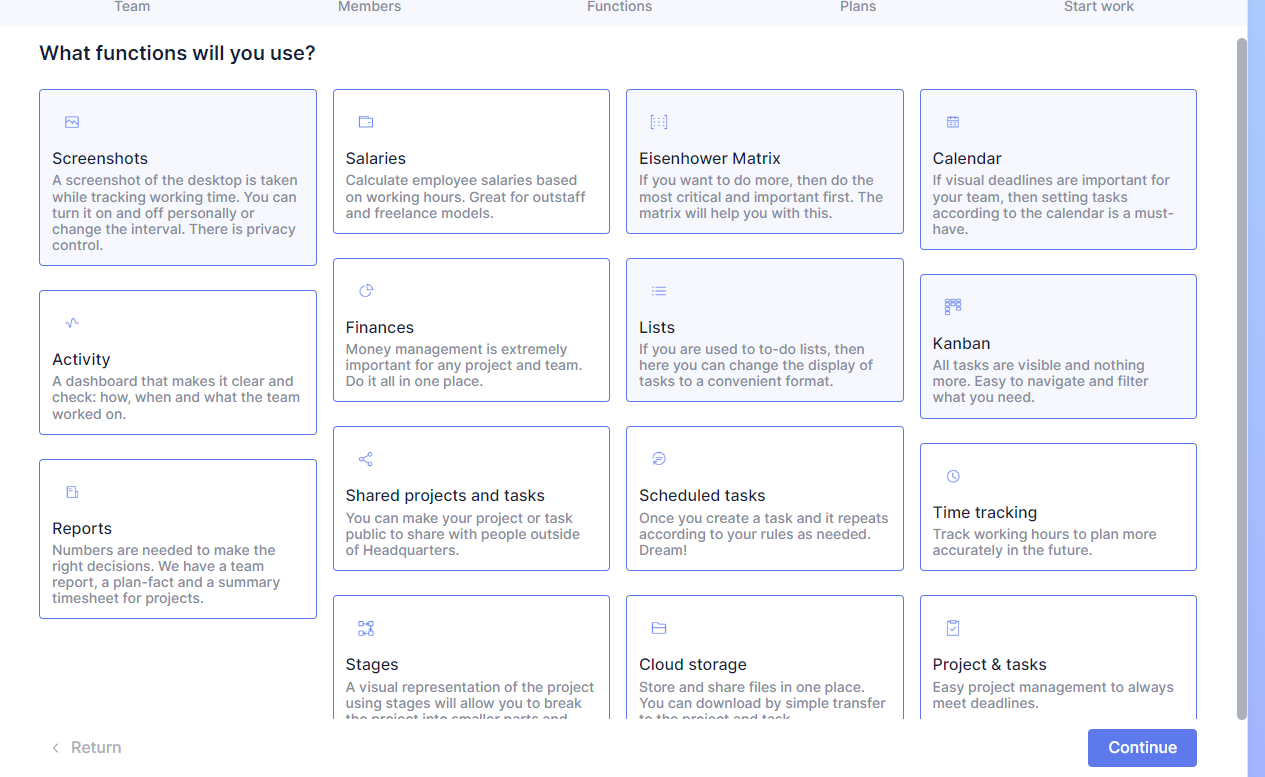 Team
Members
Functions
Plans
Start work
What functions will you use?
Screenshots
A screenshot of the desktop is taken
while tracking working time. You can
turn it on and off personally or
change the interval. There is privacy
control.
Activity
A dashboard that makes it clear and
check: how, when and what the team
worked on.
Reports
Numbers are needed to make the
right decisions. We have a team
report, a plan-fact and a summary
timesheet for projects.
Salaries
Calculate employee salaries based
on working hours. Great for outstaff
and freelance models.
Finances
Money management is extremely
important for any project and team.
Do it all in one place.
Shared projects and tasks
You can make your project or task
public to share with people outside
of Headquarters.
Stages
A visual representation of the project
using stages will allow you to break
the project into smaller parts and
Eisenhower Matrix
If you want to do more, then do the
most critical and important first. The
matrix will help you with this.
Lists
If you are used to to-do lists, then
here you can change the display of
tasks to a convenient format.
Scheduled tasks
Once you create a task and it repeats
according to your rules as needed.
Dream!
Cloud storage
Store and share files in one place.
You can download by simple transfer
to the project and task.
Calendar
If visual deadlines are important for
your team, then setting tasks
according to the calendar is a must-
have.
Kanban
All tasks are visible and nothing
more. Easy to navigate and filter
what you need.
Time tracking
Track working hours to plan more
accurately in the future.
Project & tasks
Easy project management to always
meet deadlines.
Return
Continue